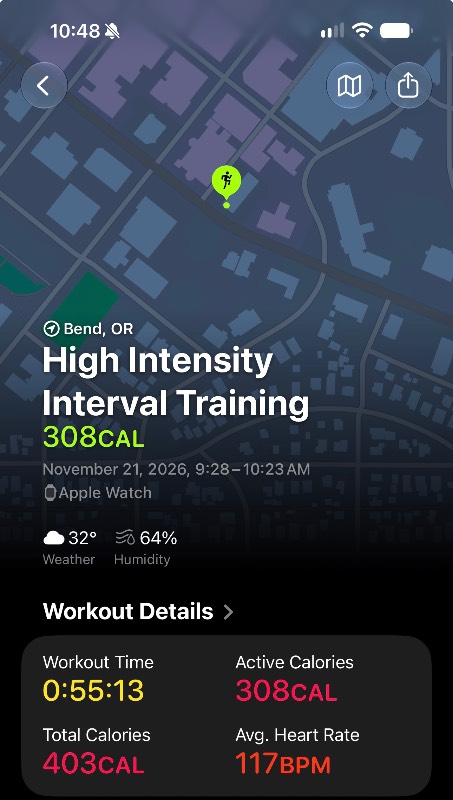 10:48
Bend, OR
High Intensity
Interval Training
308CAL
November 21, 2026, 9:28–10:23 AM
Apple Watch
32° 64%
Weather Humidity
Workout Details
Workout Time Active Calories
0:55:13 308CAL
Total Calories Avg. Heart Rate
403CAL 117BPM